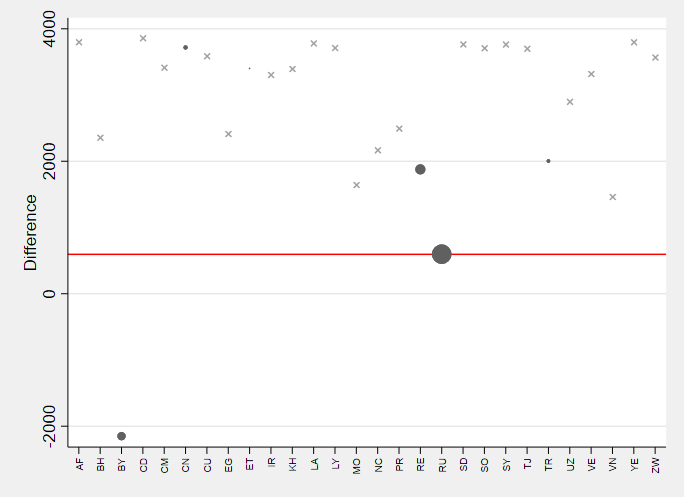 4000
2000
0
-2000
Difference
AF BH BY CD CM CN CU EG ET IR KH LA LY MO NC PR RE RU SD SO SY TJ TR UZ VE VN YE ZW